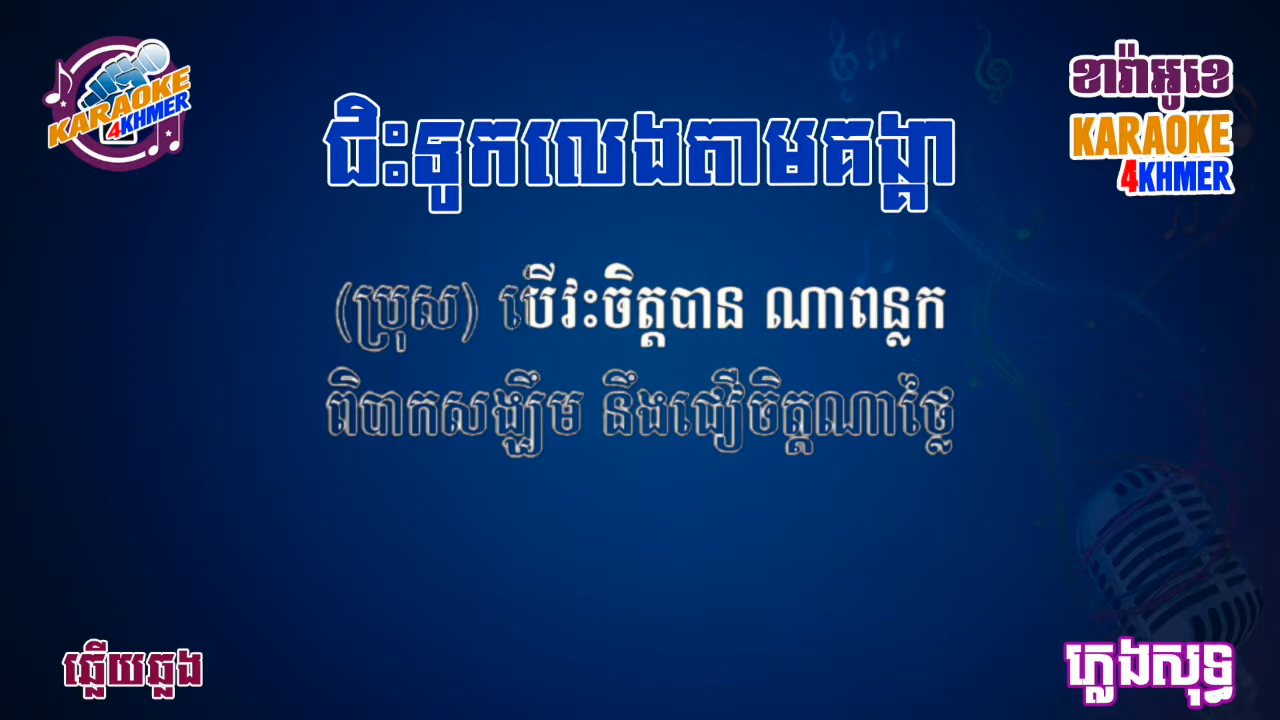 KARAOKE
4KHMER
ខារ៉ាអូខេ
KARAOKE
4KHMER
ជិះទូកលេងតាមគង្គា
(ប្រុស) បើវះចិត្តបាន ណាពន្លក
ពិបាកសង្ឃឹម នឹងជឿចិត្តណាថ្លៃ
ឆ្លើយឆ្លង
ភ្លេងសុទ្ធ